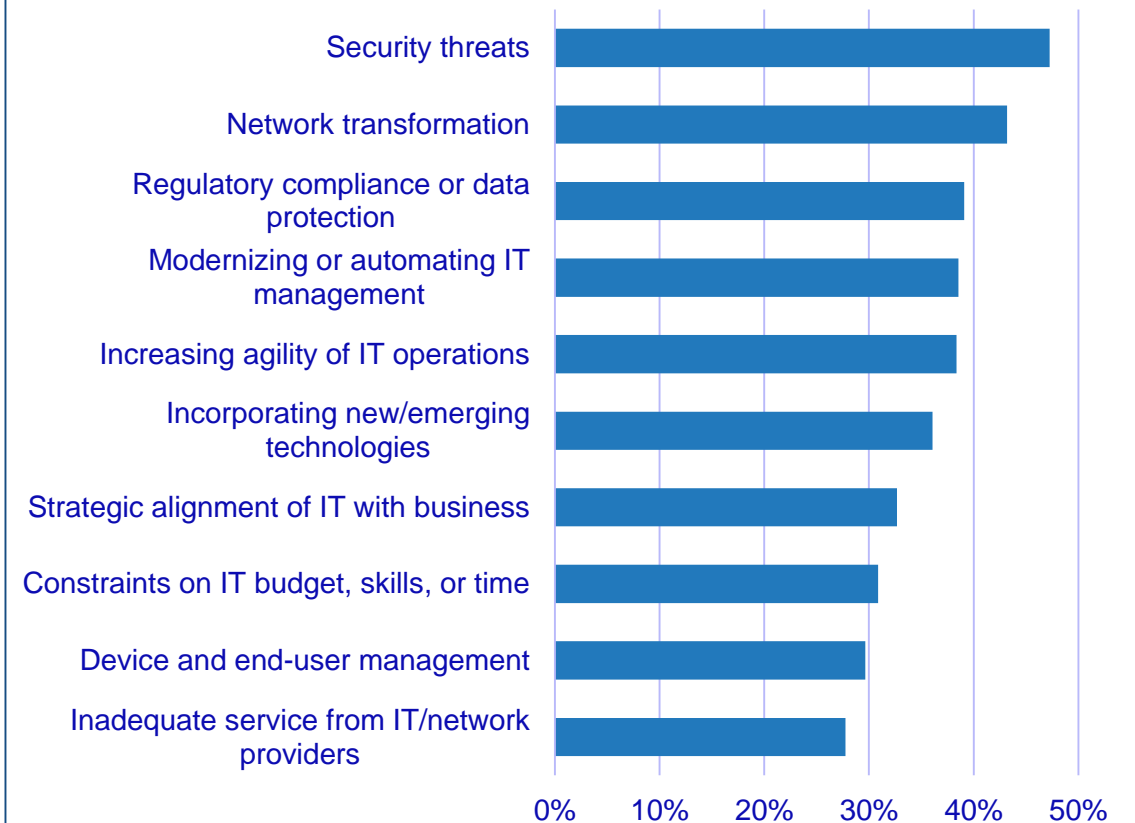 Security threats
Network transformation
Regulatory compliance or data
protection
Modernizing or automating IT
management
Increasing agility of IT operations
Incorporating new/emerging
technologies
Strategic alignment of IT with business
Constraints on IT budget, skills, or time
Device and end-user management
Inadequate service from IT/network
providers
0% 10% 20% 30% 40% 50%